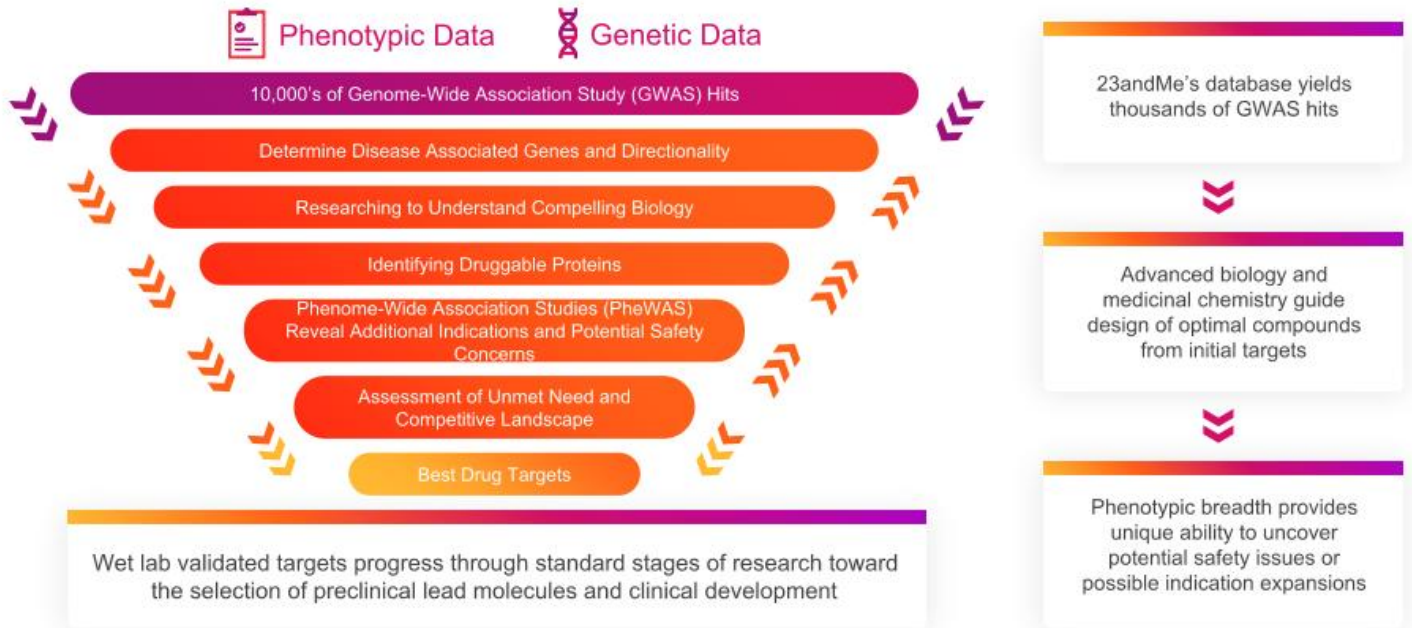 Phenotypic Data
Genetic Data
10,000's of Genome-Wide Association Study (GWAS) Hits
Determine Disease Associated Genes and Directionality
Researching to Understand Compelling Biology
Identifying Druggable Proteins
Phenome-Wide Association Studies (PheWAS)
Reveal Additional Indications and Potential Safety
Concerns
Assessment of Unmet Need and
Competitive Landscape
Best Drug Targets
Wet lab validated targets progress through standard stages of research toward
the selection of preclinical lead molecules and clinical development
23andMe's database yields
thousands of GWAS hits
Advanced biology and
medicinal chemistry guide
design of optimal compounds
from initial targets
Phenotypic breadth provides
unique ability to uncover
potential safety issues or
possible indication expansions